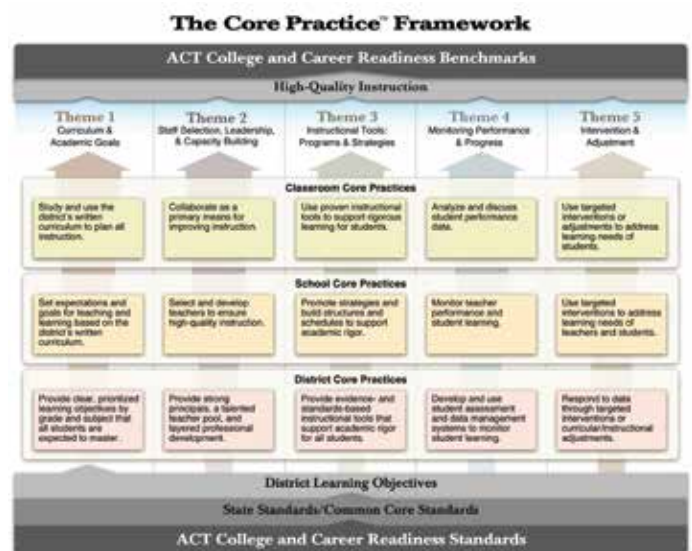 The Core Practice™ Framework
ACT College and Career Readiness Benchmarks
High-Quality Instruction
Theme 1
Curriculum &
Academic Goals
Theme 2
Staff Selection, Leadership,
& Capacity Building
Theme 3
Instructional Tools:
Programs & Strategies
Theme 4
Monitoring Performance
& Progress
Theme 5
Intervention &
Adjustment
Classroom Core Practices
Study and use the
district's written
curriculum to plan all
instruction.
Collaborate as a
primary means for
improving instruction.
Use proven instructional
tools to support rigorous
learning for students.
Analyze and discuss
student performance
data.
Use targeted
interventions or
adjustments to address
learning needs of
students.
School Core Practices
Set expectations and
goals for teaching and
learning based on the
district's written
curriculum.
Select and develop
teachers to ensure
high-quality instruction.
Promote strategies and
build structures and
schedules to support
academic rigor.
Monitor teacher
performance and
student learning.
Use targeted
interventions to address
learning needs of
teachers and students.
District Core Practices
Provide clear, prioritized
learning objectives by
grade and subject that
all students are
expected to master.
Provide strong
principals, a talented
teacher pool, and
layered professional
development.
Provide evidence- and
standards-based
instructional tools that
support academic rigor
for all students.
Develop and use
student assessment
and data management
systems to monitor
student learning.
Respond to data
through targeted
interventions or
curricular/instructional
adjustments.
District Learning Objectives
State Standards/Common Core Standards
ACT College and Career Readiness Standards